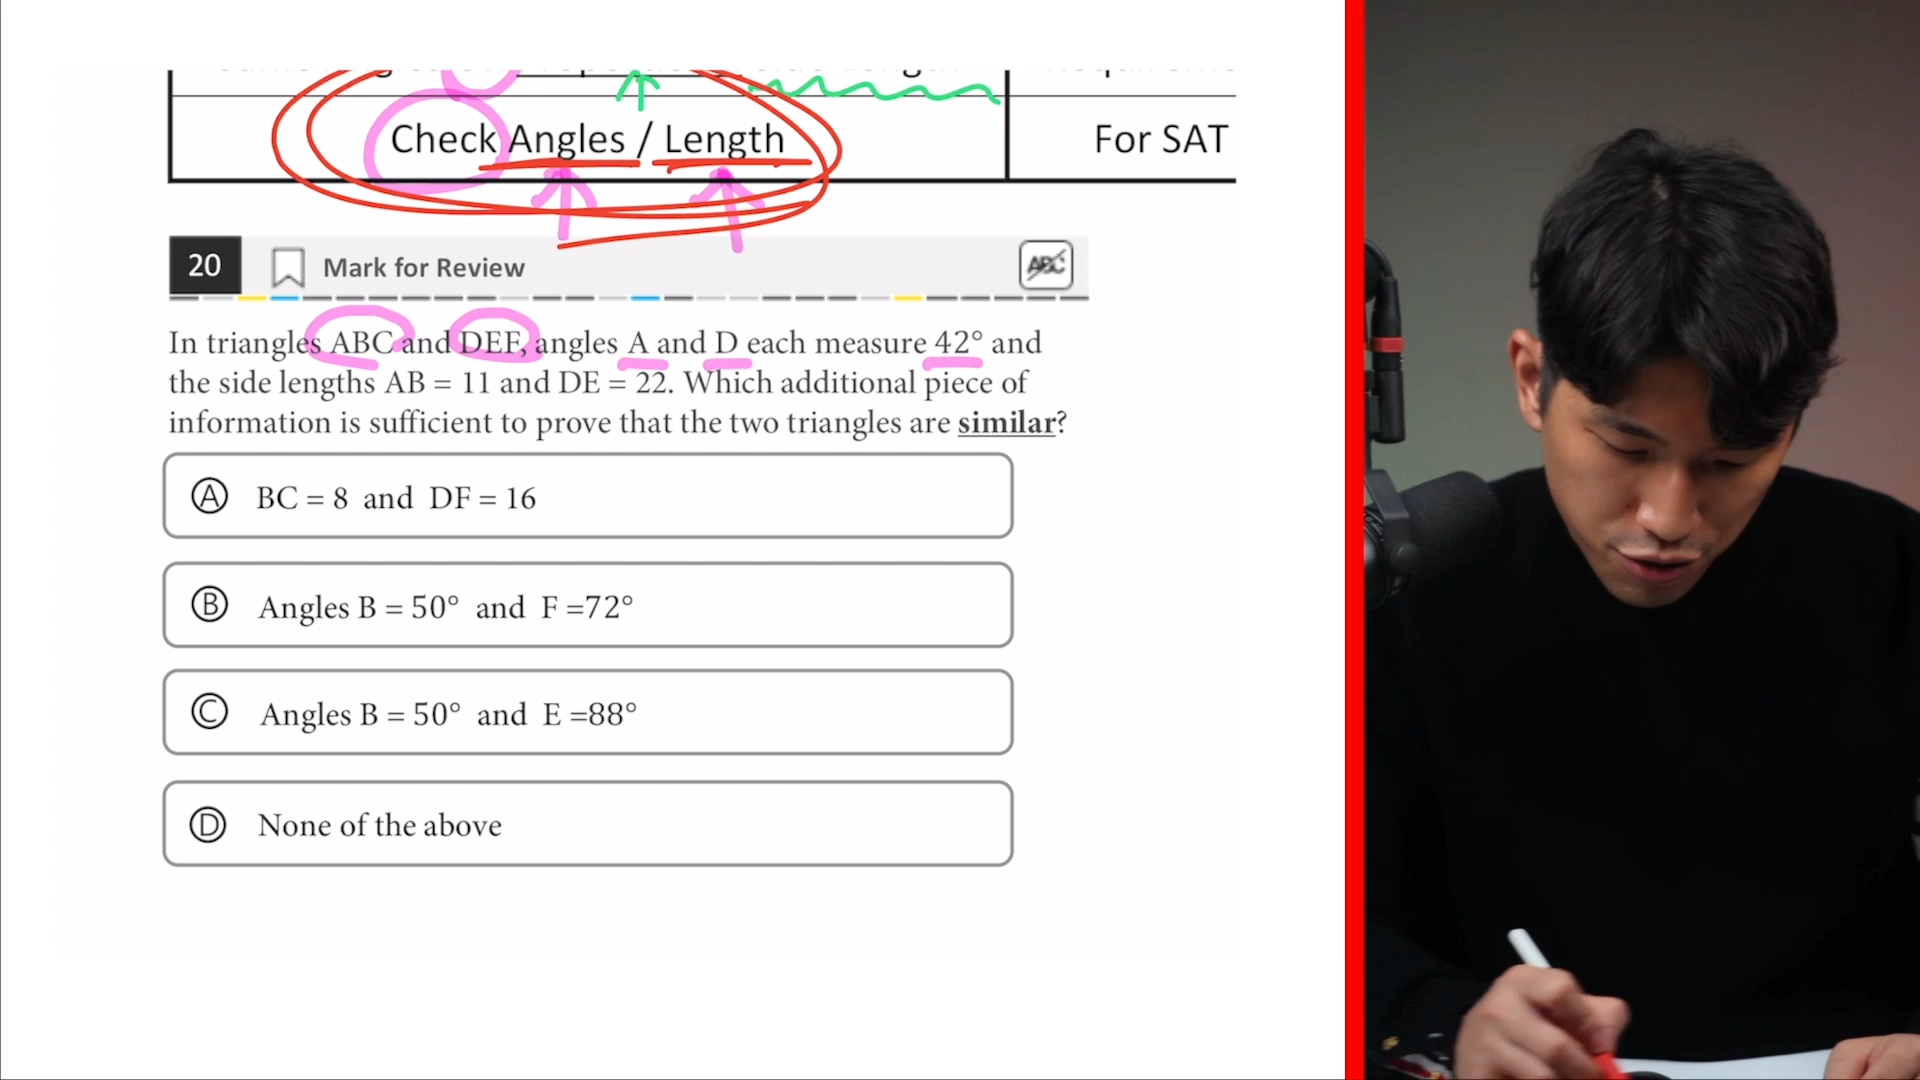 Check Angles / Length
For SAT
20
Mark for Review
ABC
In triangles ABC and DEF, angles A and D each measure 42° and
the side lengths AB = 11 and DE = 22. Which additional piece of
information is sufficient to prove that the two triangles are similar?
A BC = 8 and DF = 16
B Angles B = 50° and F =72°
C Angles B = 50° and E =88°
D None of the above